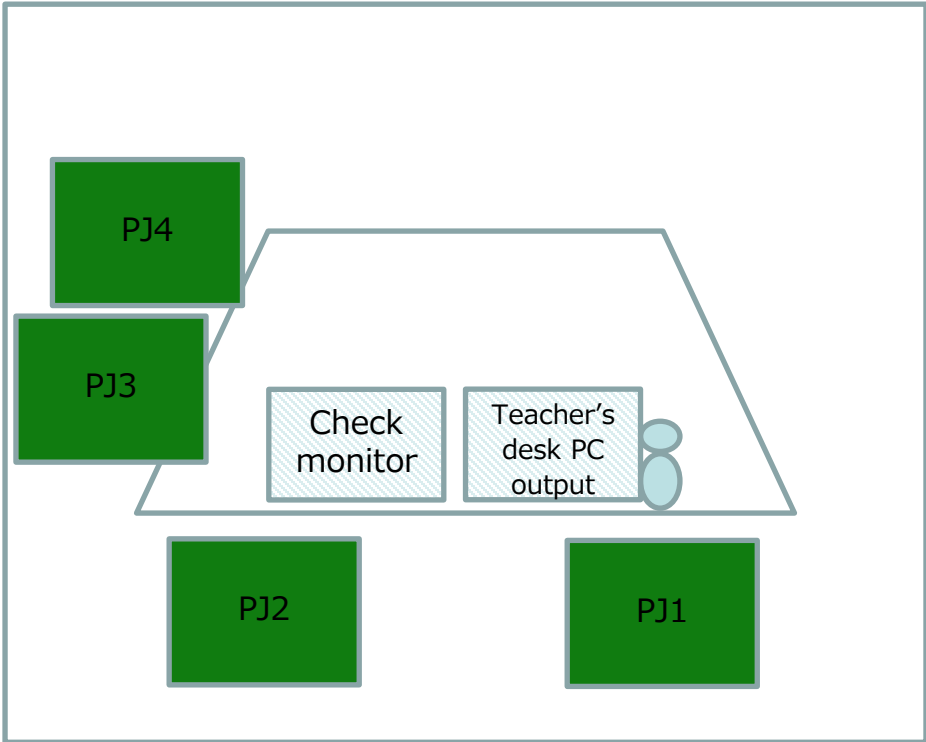 PJ4
PJ3
Check
monitor
Teacher’s
desk PC
output
PJ2
PJ1